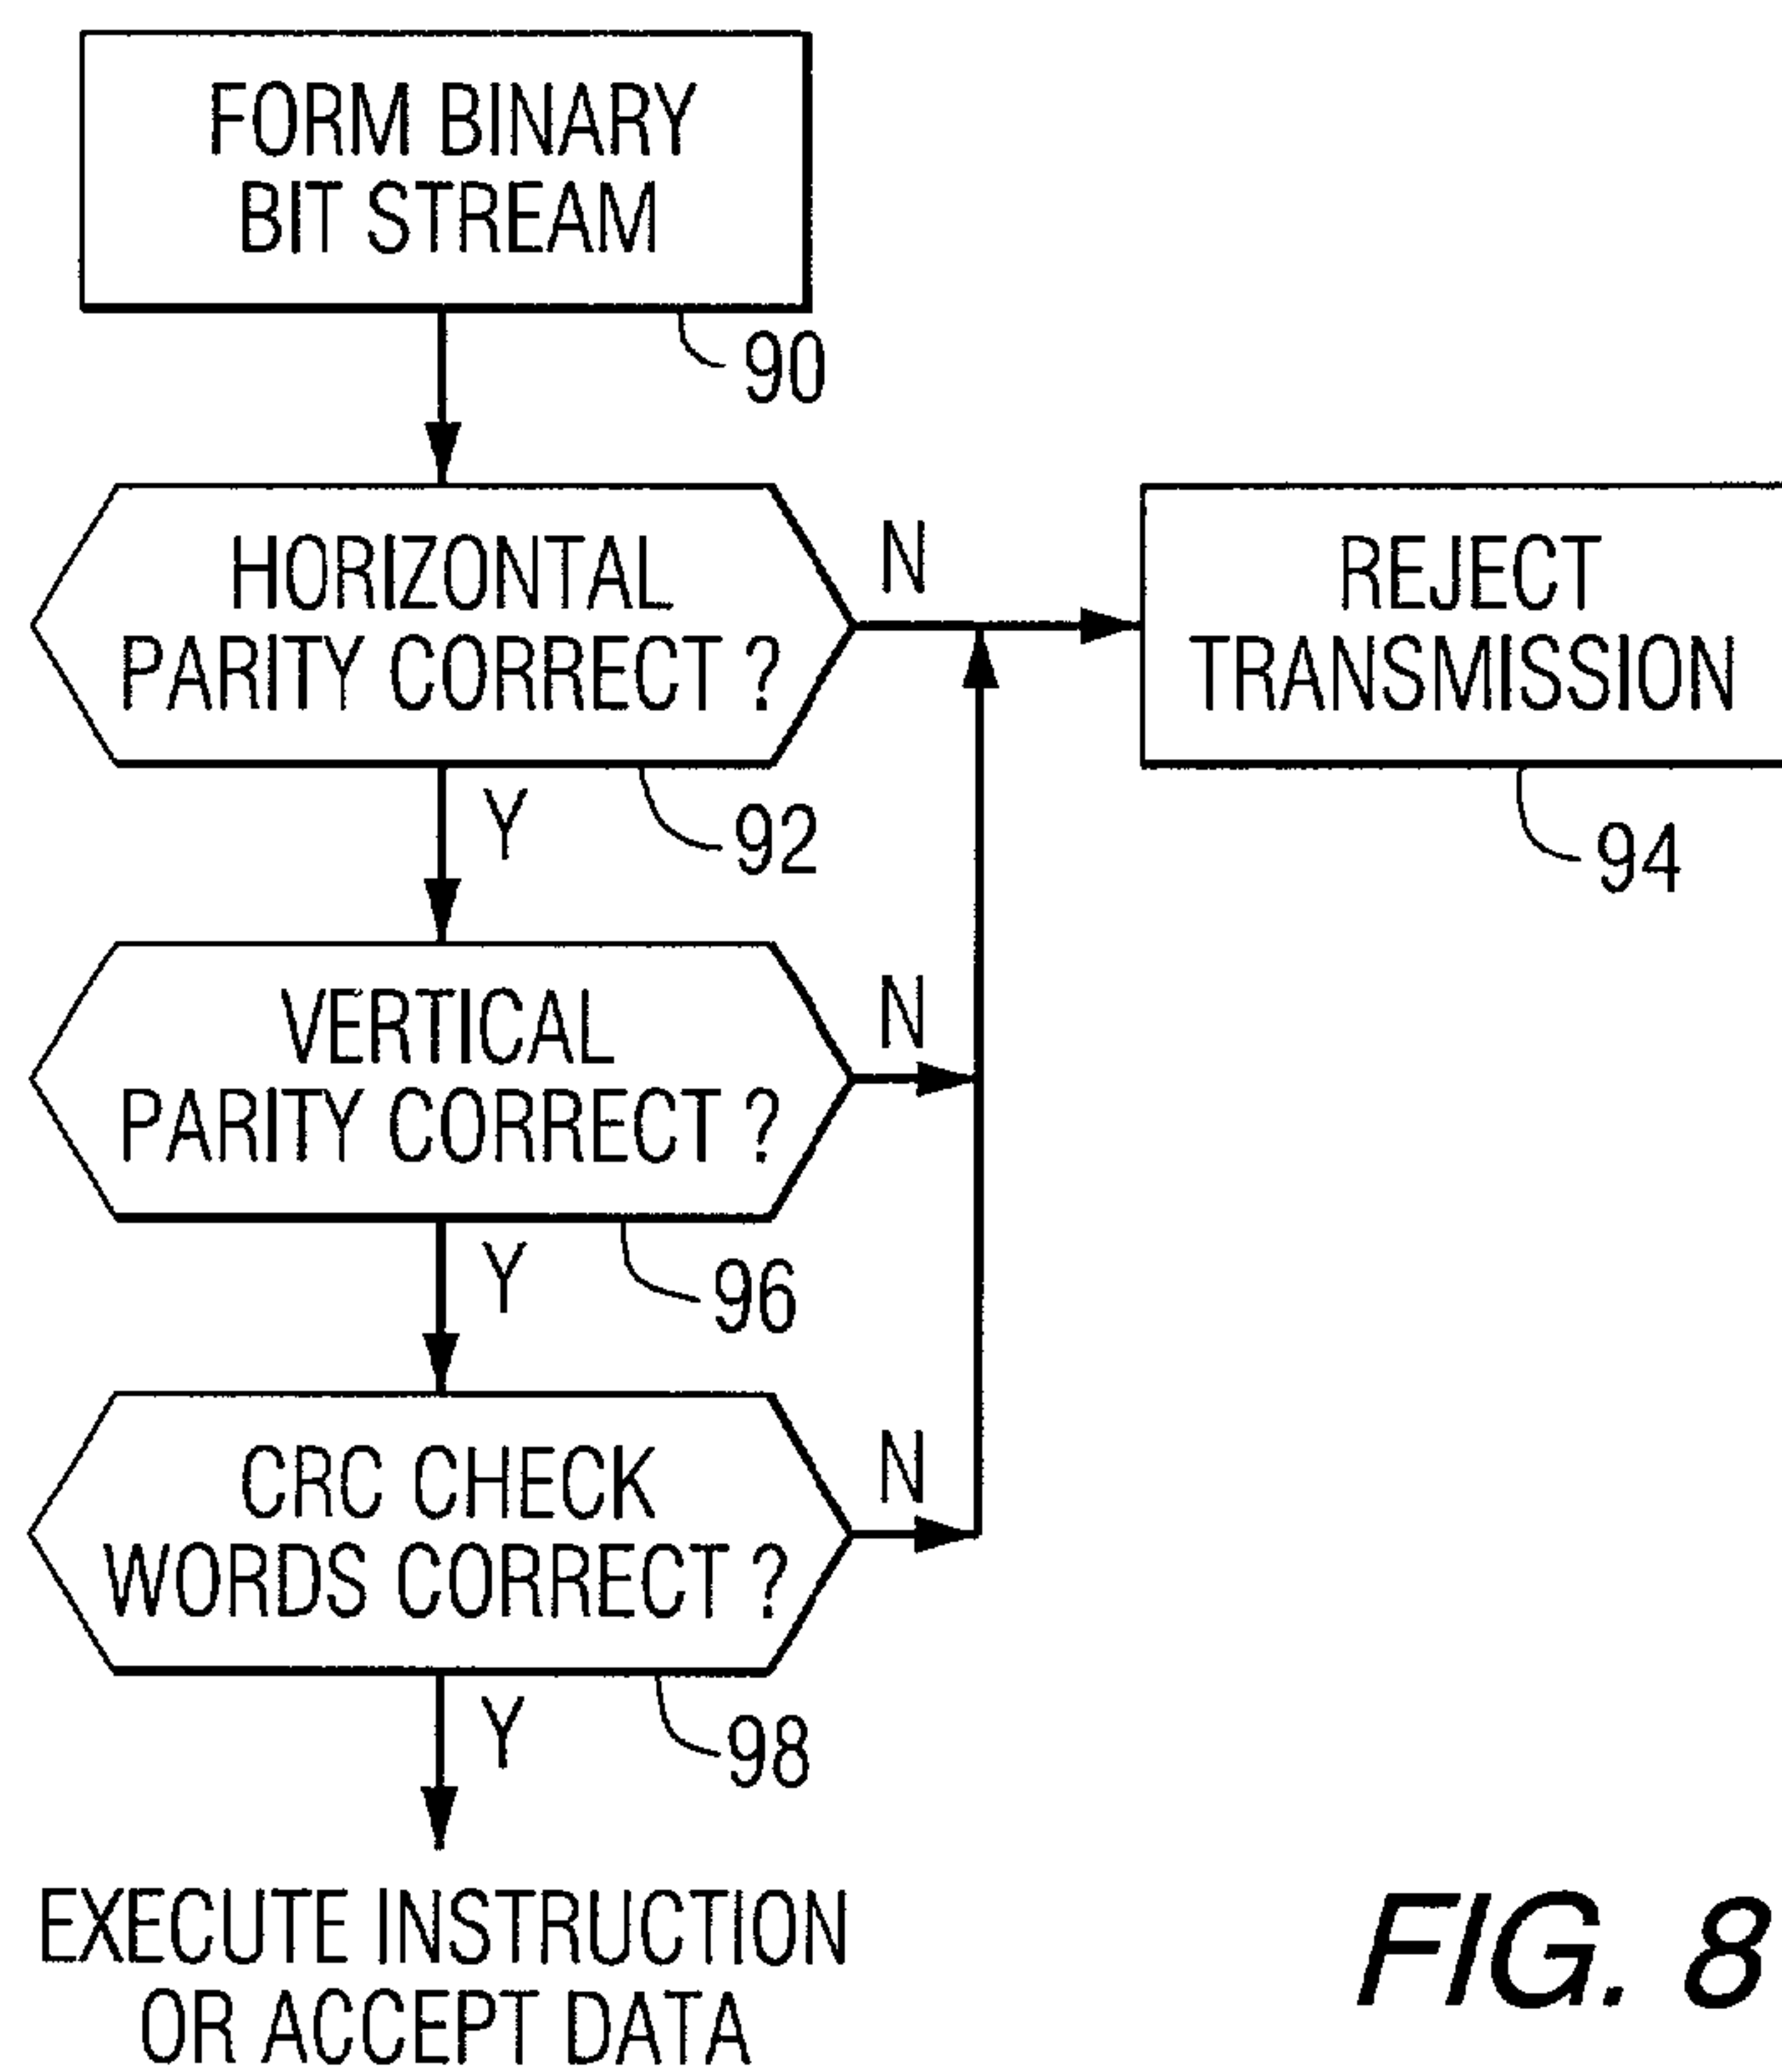 FORM BINARY
BIT STREAM
90
HORIZONTAL
PARITY CORRECT ?
N
REJECT
TRANSMISSION
Y
92
94
VERTICAL
PARITY CORRECT ?
N
Y
96
CRC CHECK
WORDS CORRECT ?
N
Y
98
EXECUTE INSTRUCTION
OR ACCEPT DATA
FIG. 8